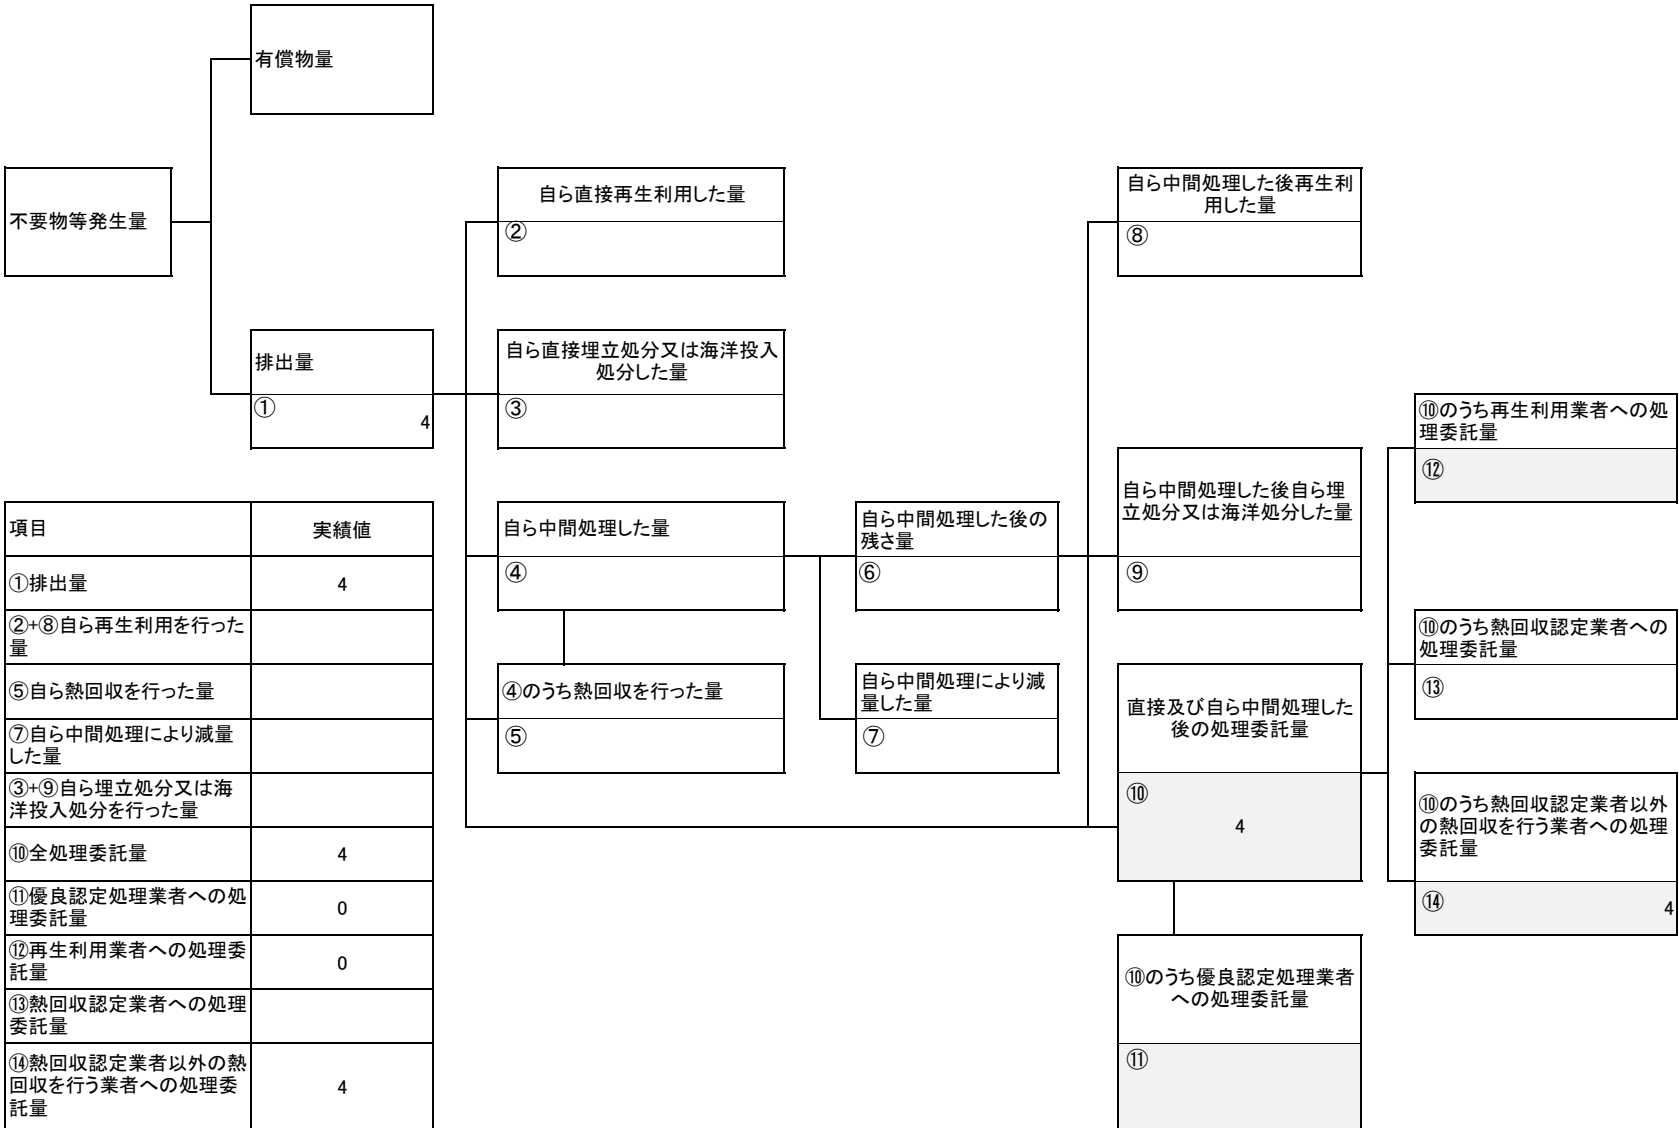 有償物量
不要物等発生量
排出量
①
4
自ら直接再生利用した量
②
自ら直接埋立処分又は海洋投入
処分した量
③
自ら中間処理した量
④
④のうち熱回収を行った量
⑤
自ら中間処理した後の
残さ量
⑥
自ら中間処理により減
量した量
⑦
自ら中間処理した後再生利
用した量
⑧
自ら中間処理した後自ら埋
立処分又は海洋処分した量
⑨
直接及び自ら中間処理した
後の処理委託量
⑩
4
⑩のうち優良認定処理業者
への処理委託量
⑪
⑩のうち再生利用業者への処
理委託量
⑫
⑩のうち熱回収認定業者への
処理委託量
⑬
⑩のうち熱回収認定業者以外
の熱回収を行う業者への処理
委託量
⑭
4
項目 実績値
①排出量 4
②+⑧自ら再生利用を行った
量
⑤自ら熱回収を行った量
⑦自ら中間処理により減量
した量
③+⑨自ら埋立処分又は海
洋投入処分を行った量
⑩全処理委託量 4
⑪優良認定処理業者への処
理委託量 0
⑫再生利用業者への処理委
託量 0
⑬熱回収認定業者への処理
委託量
⑭熱回収認定業者以外の熱
回収を行う業者への処理委 4
託量